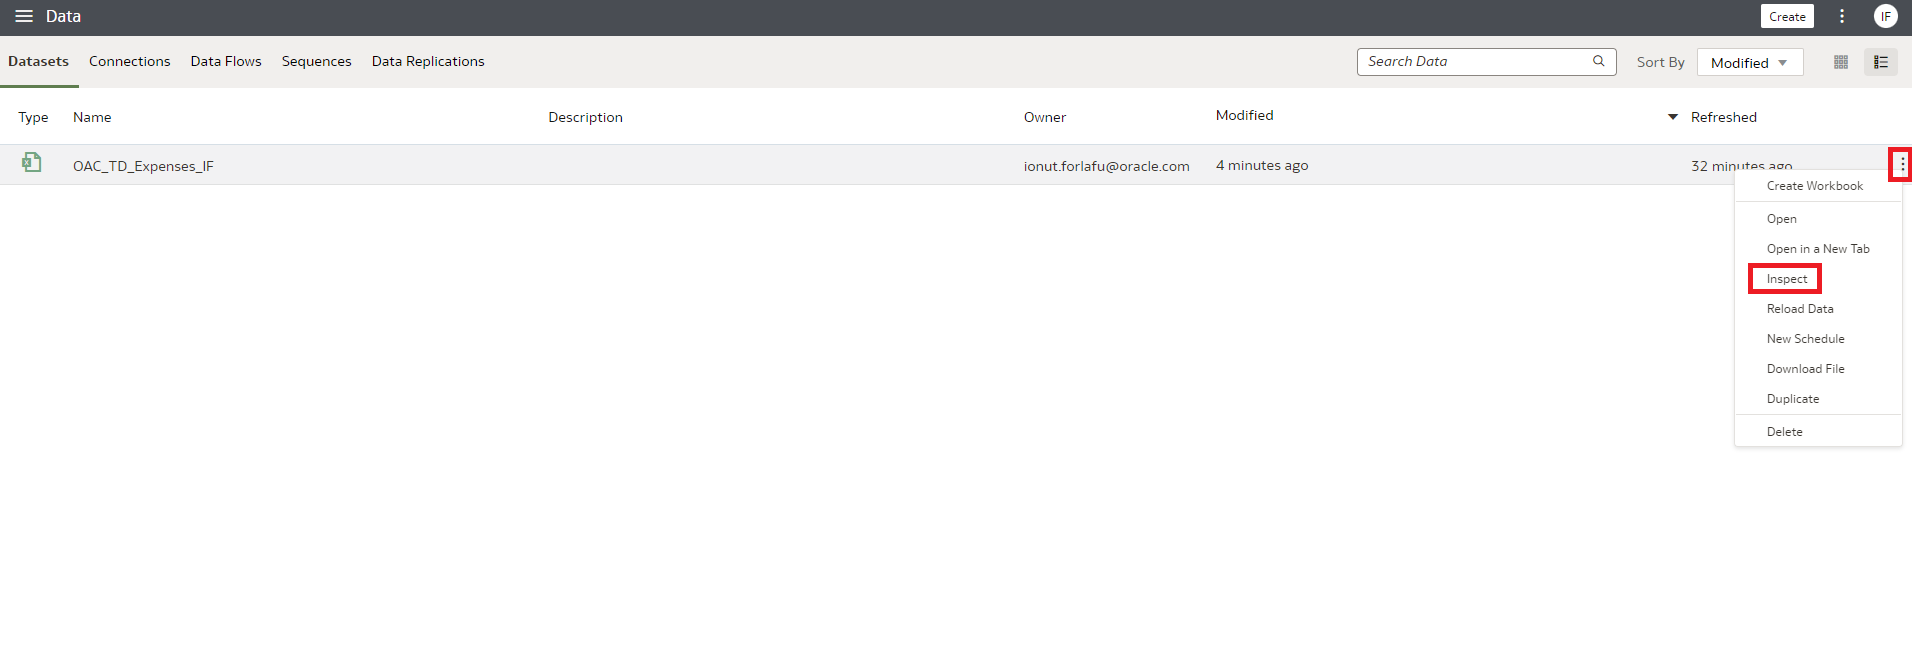 Data
Create
IF
Datasets Connections Data Flows Sequences Data Replications
Search Data
Sort By
Modified
Type Name Description Owner Modified Refreshed
OAC_TD_Expenses_IF ionut.forlafu@oracle.com 4 minutes ago 32 minutes ago
Create Workbook
Open
Open in a New Tab
Inspect
Reload Data
New Schedule
Download File
Duplicate
Delete